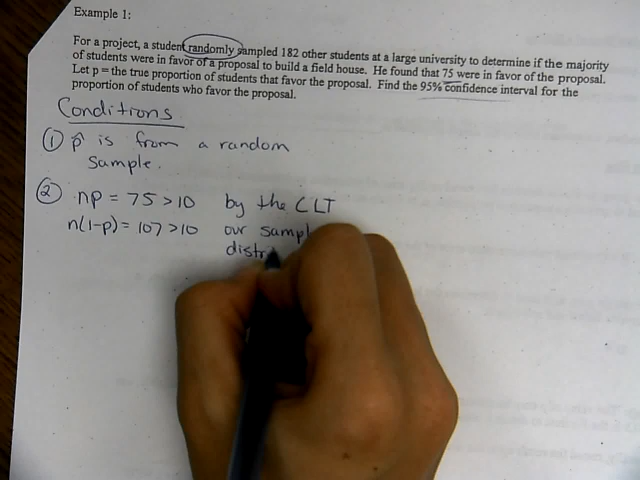 Example 1:
For a project, a student randomly sampled 182 other students at a large university to determine if the majority
of students were in favor of a proposal to build a field house. He found that 75 were in favor of the proposal.
Let p = the true proportion of students that favor the proposal. Find the 95% confidence interval for the
proportion of students who favor the proposal.
Conditions
① p̂ is from a random
sample.
② np = 75 > 10 by the CLT
n(1-p) = 107 > 10 our sampl
distr